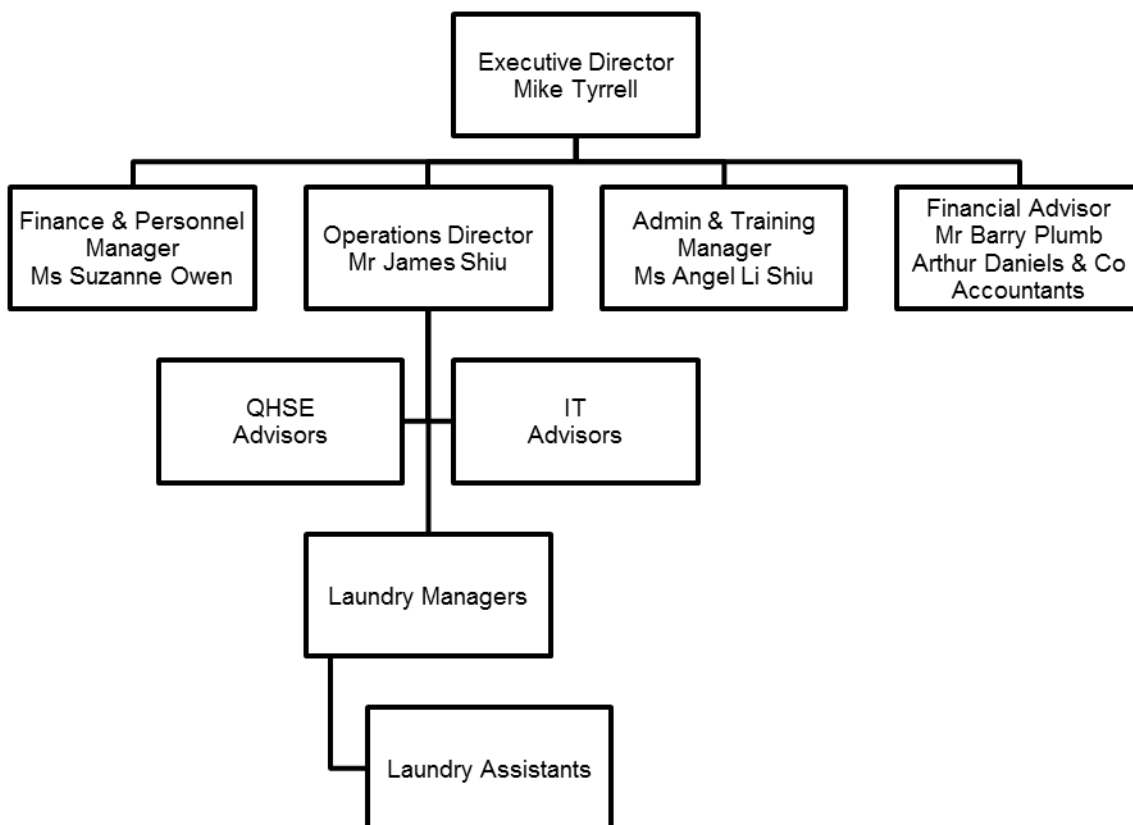 Executive Director
Mike Tyrrell
Finance & Personnel
Manager
Ms Suzanne Owen
Operations Director
Mr James Shiu
Admin & Training
Manager
Ms Angel Li Shiu
Financial Advisor
Mr Barry Plumb
Arthur Daniels & Co
Accountants
QHSE
Advisors
IT
Advisors
Laundry Managers
Laundry Assistants